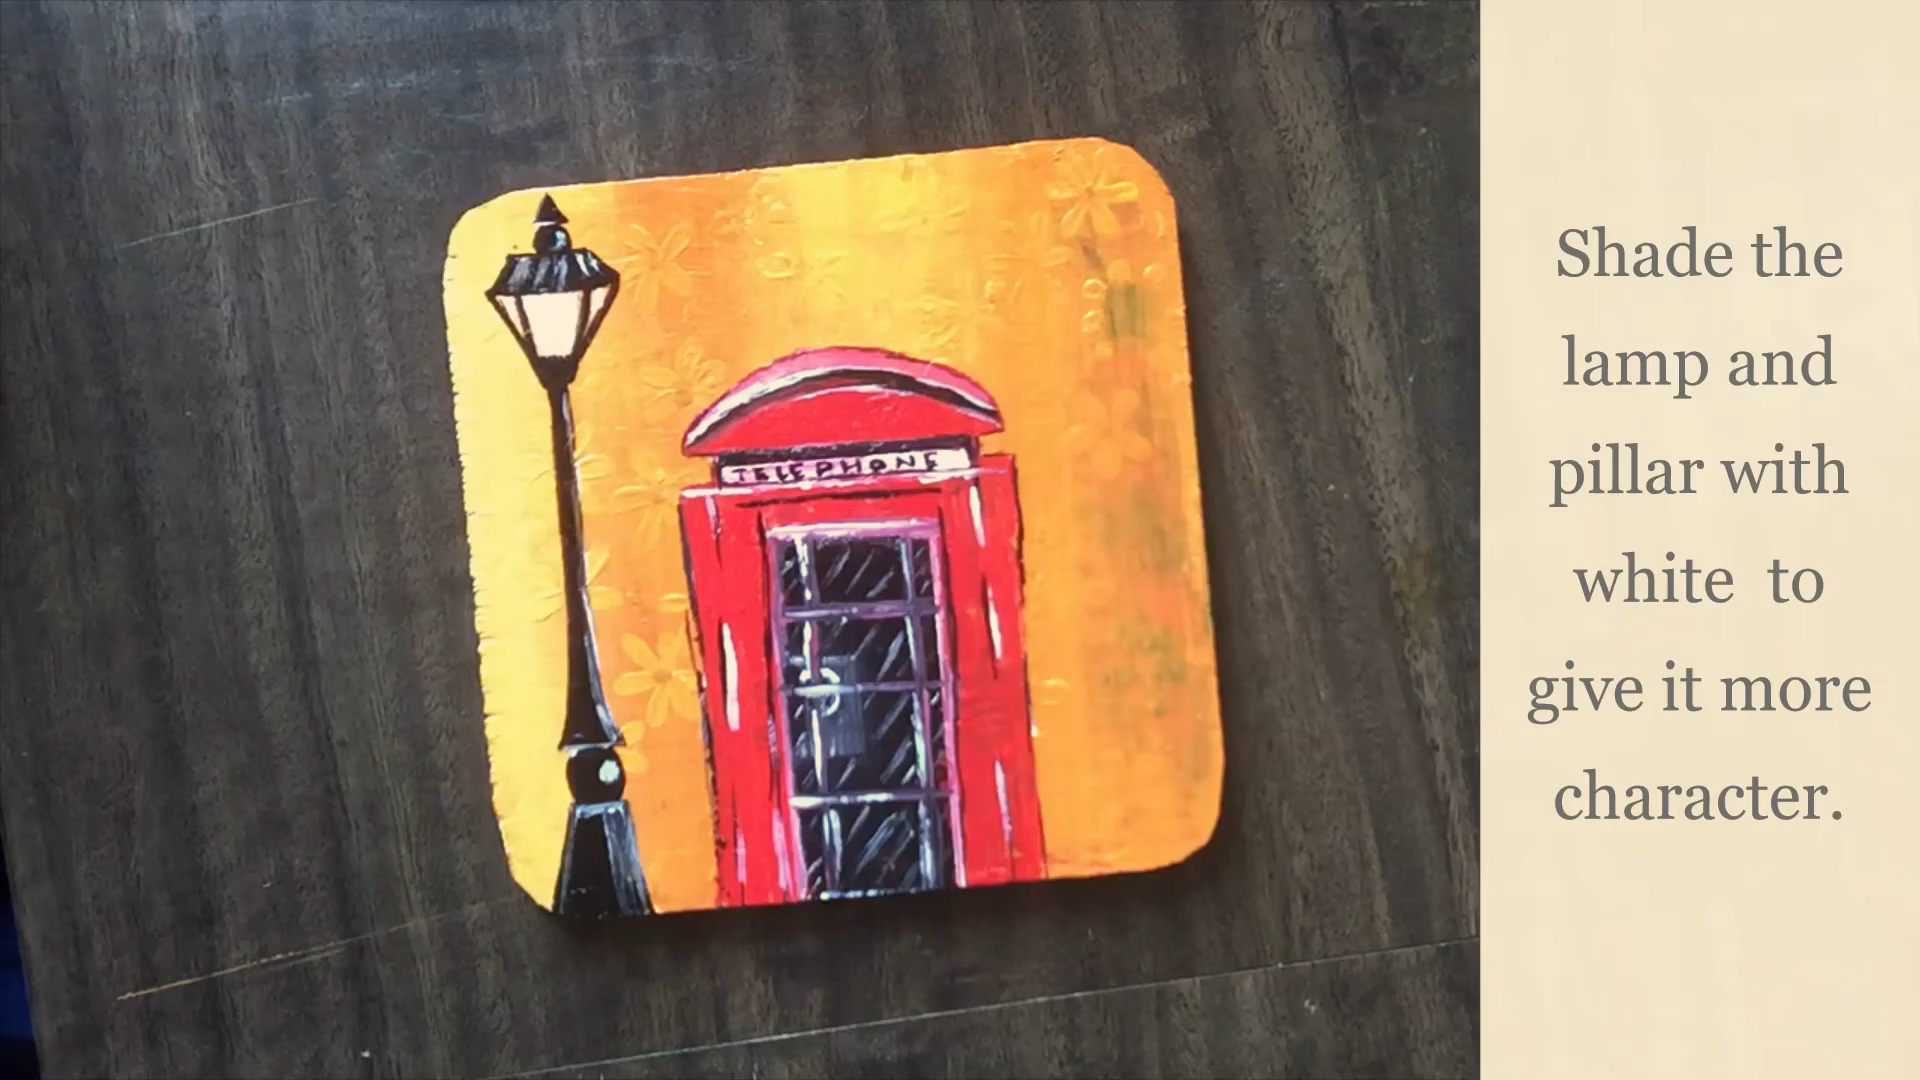 TELEPHONE
Shade the
lamp and
pillar with
white to
give it more
character.